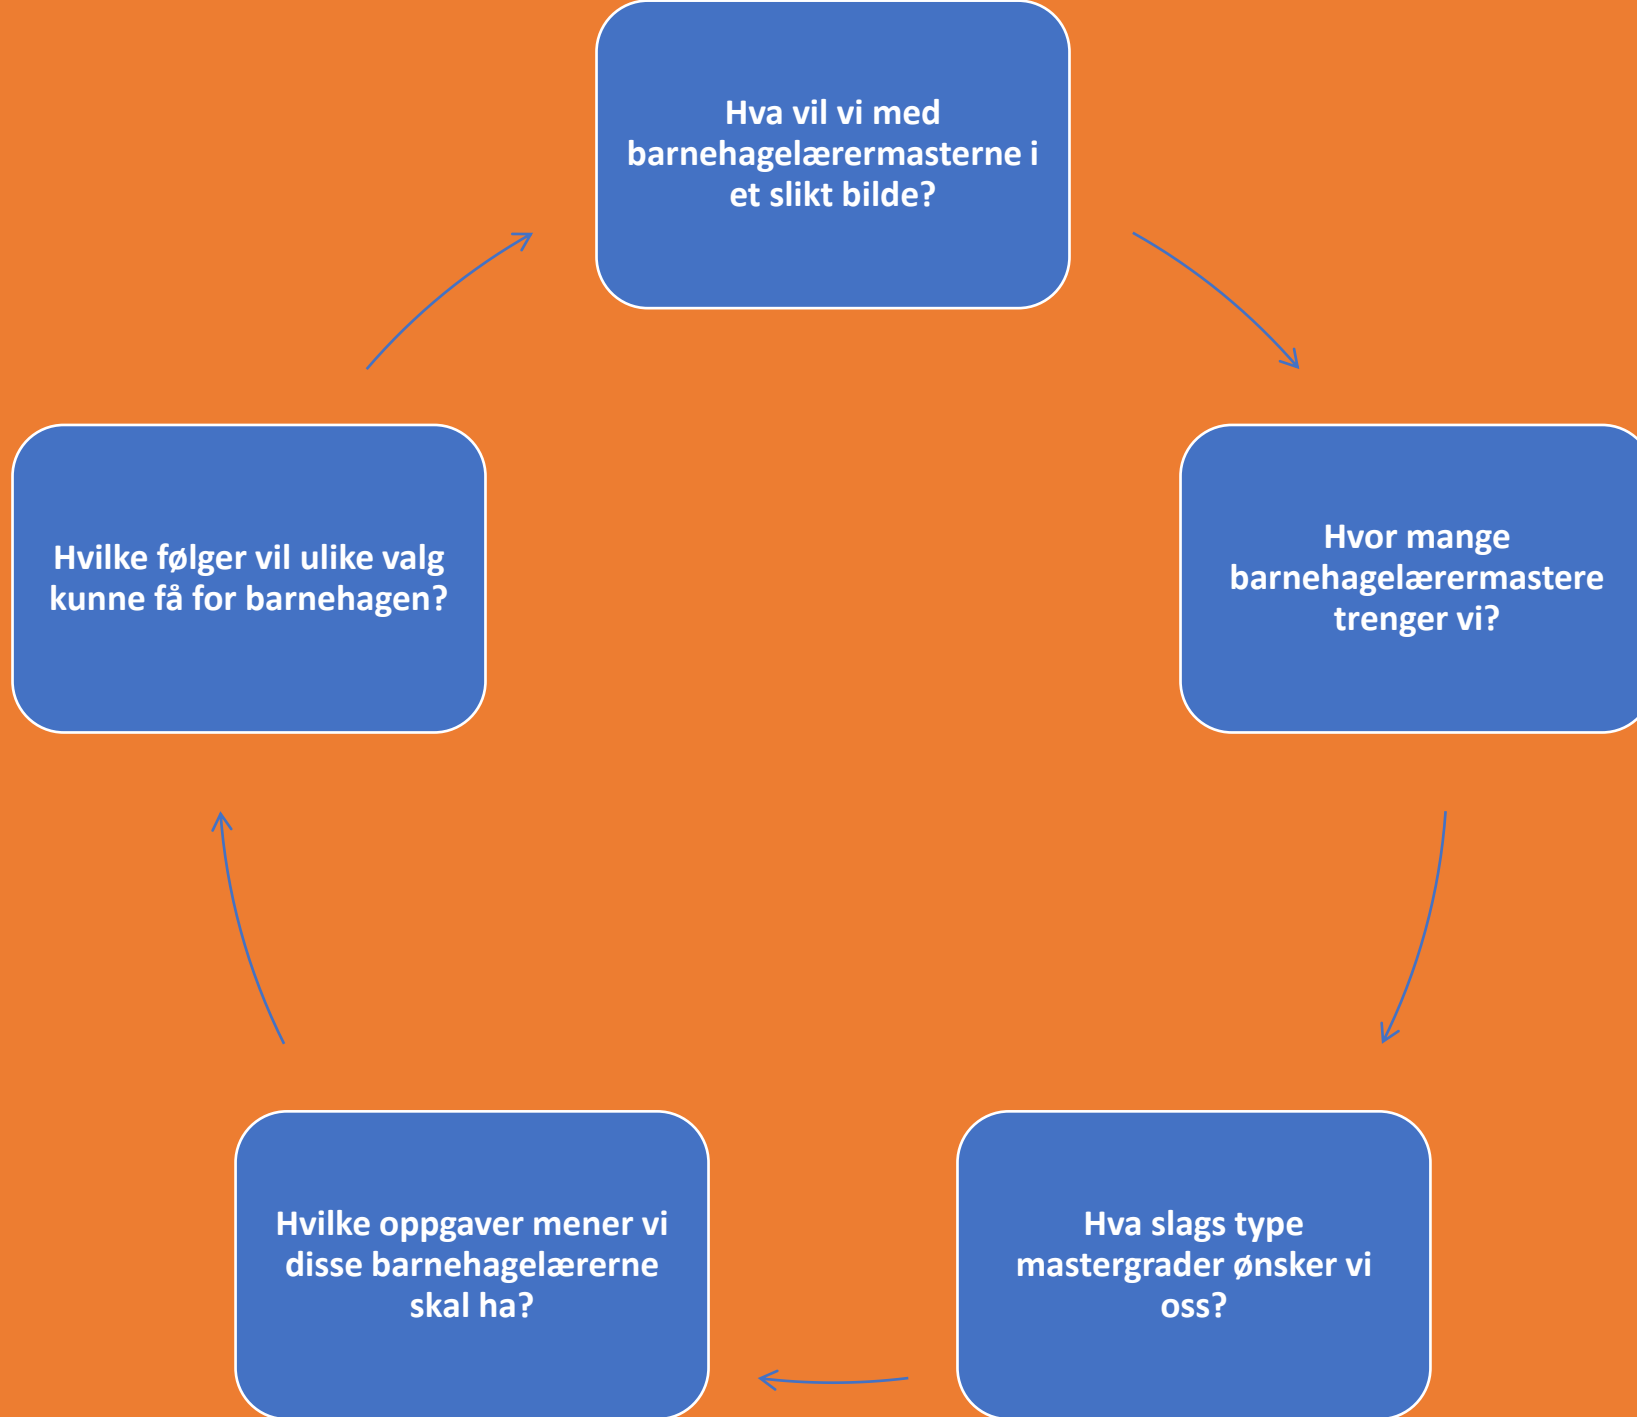 Hva vil vi med
barnehagelærermasterne i
et slikt bilde?
Hvor mange
barnehagelærermastere
trenger vi?
Hva slags type
mastergrader ønsker vi
oss?
Hvilke oppgaver mener vi
disse barnehagelærerne
skal ha?
Hvilke følger vil ulike valg
kunne få for barnehagen?